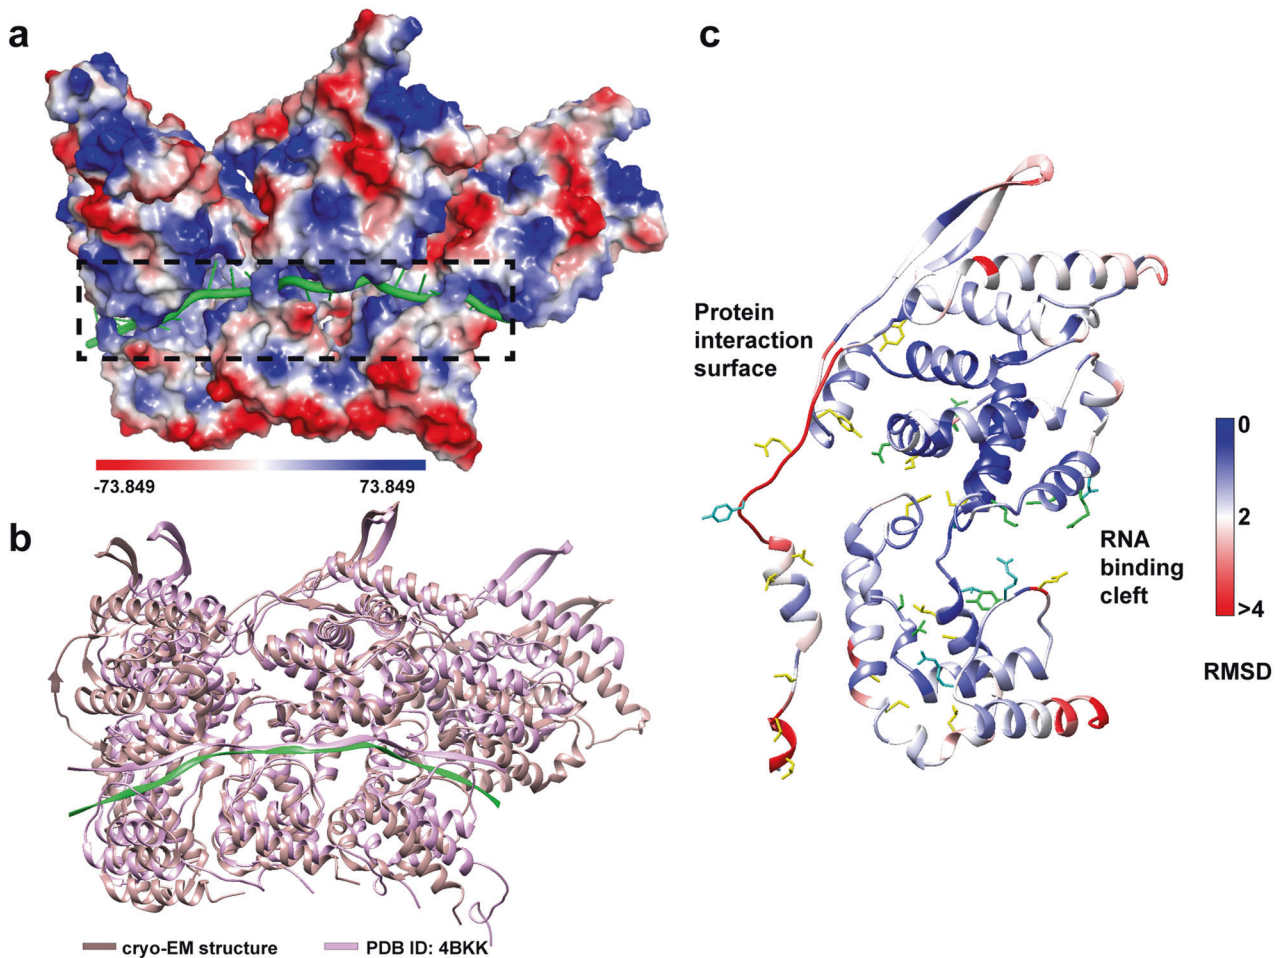 a
-73.849
73.849
b
cryo-EM structure
PDB ID: 4BKK
c
Protein
interaction
surface
RNA
binding
cleft
0
2
>4
RMSD